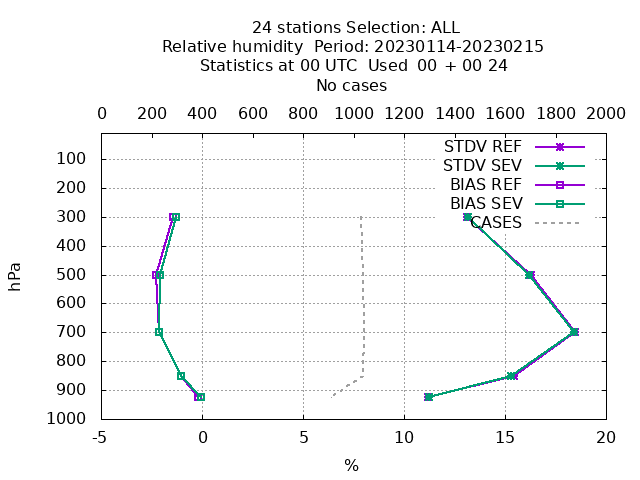 24 stations Selection: ALL
Relative humidity  Period: 20230114-20230215
Statistics at 00 UTC  Used  00 + 00 24
No cases
0 200 400 600 800 1000 1200 1400 1600 1800 2000
STDV REF
STDV SEV
BIAS REF
BIAS SEV
CASES
100
200
300
400
500
600
700
800
900
1000
hPa
-5 0 5 10 15 20
%